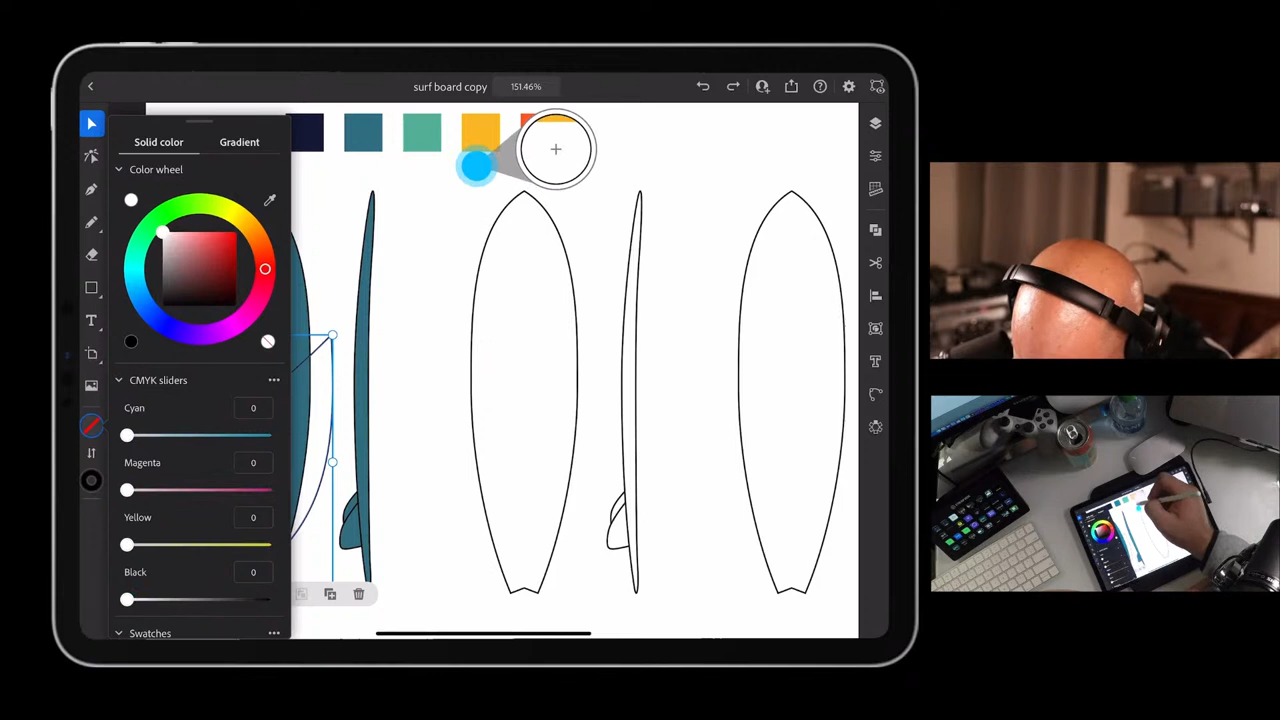 surf board copy
151.46%
Solid color
Gradient
Color wheel
CMYK sliders
Cyan
0
Magenta
0
Yellow
0
Black
0
Swatches